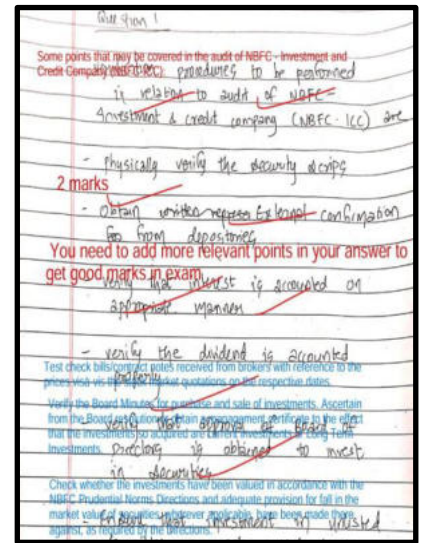 Question 1
Some points that may be covered in the audit of NBFC - Investment and
Credit Company (NBFC-ICC):
procedures to be performed
in relation to audit of NBFC -
Investment & credit company (NBFC-ICC) are
- Physically verify the security scrips
2 marks
- Obtain written External confirmation
from depositories
You need to add more relevant points in your answer to
get good marks in exam
- verify that interest is accounted on
appropriate manner
- verify the dividend is accounted
properly
Test check bills/contract notes received from brokers with reference to the
prices vis-vis the market quotations on the respective dates.
Verify the Board Minutes for purchase and sale of investments. Ascertain
from the Board resolution obtain a management certificate to the effect
that the investments so acquired are current investments or Long Term
Investments.
- verify that approval of Board of
Directors is obtained to invest
in securities
Check whether the investments have been valued in accordance with the
NBFC Prudential Norms Directions and adequate provision for fall in the
market value of securities, wherever applicable, have been made there
against, as required by the Directions.
- Ensure that investment in unlisted